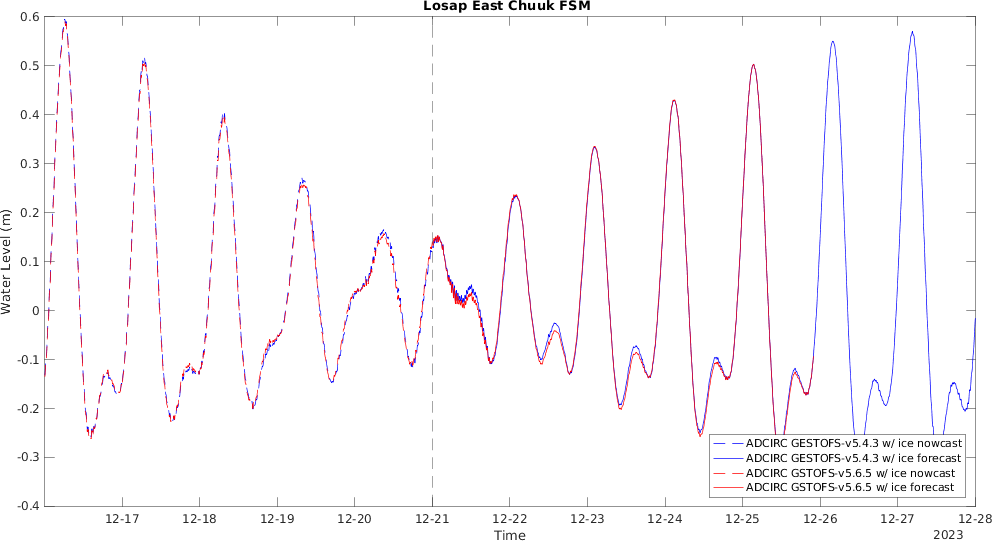 Losap East Chuuk FSM
0.6
0.5
0.4
0.3
0.2
0.1
0
-0.1
-0.2
-0.3
-0.4
Water Level (m)
12-17 12-18 12-19 12-20 12-21 12-22 12-23 12-24 12-25 12-26 12-27 12-28
Time
2023
ADCIRC GESTOFS-v5.4.3 w/ ice nowcast
ADCIRC GESTOFS-v5.4.3 w/ ice forecast
ADCIRC GSTOFS-v5.6.5 w/ ice nowcast
ADCIRC GSTOFS-v5.6.5 w/ ice forecast